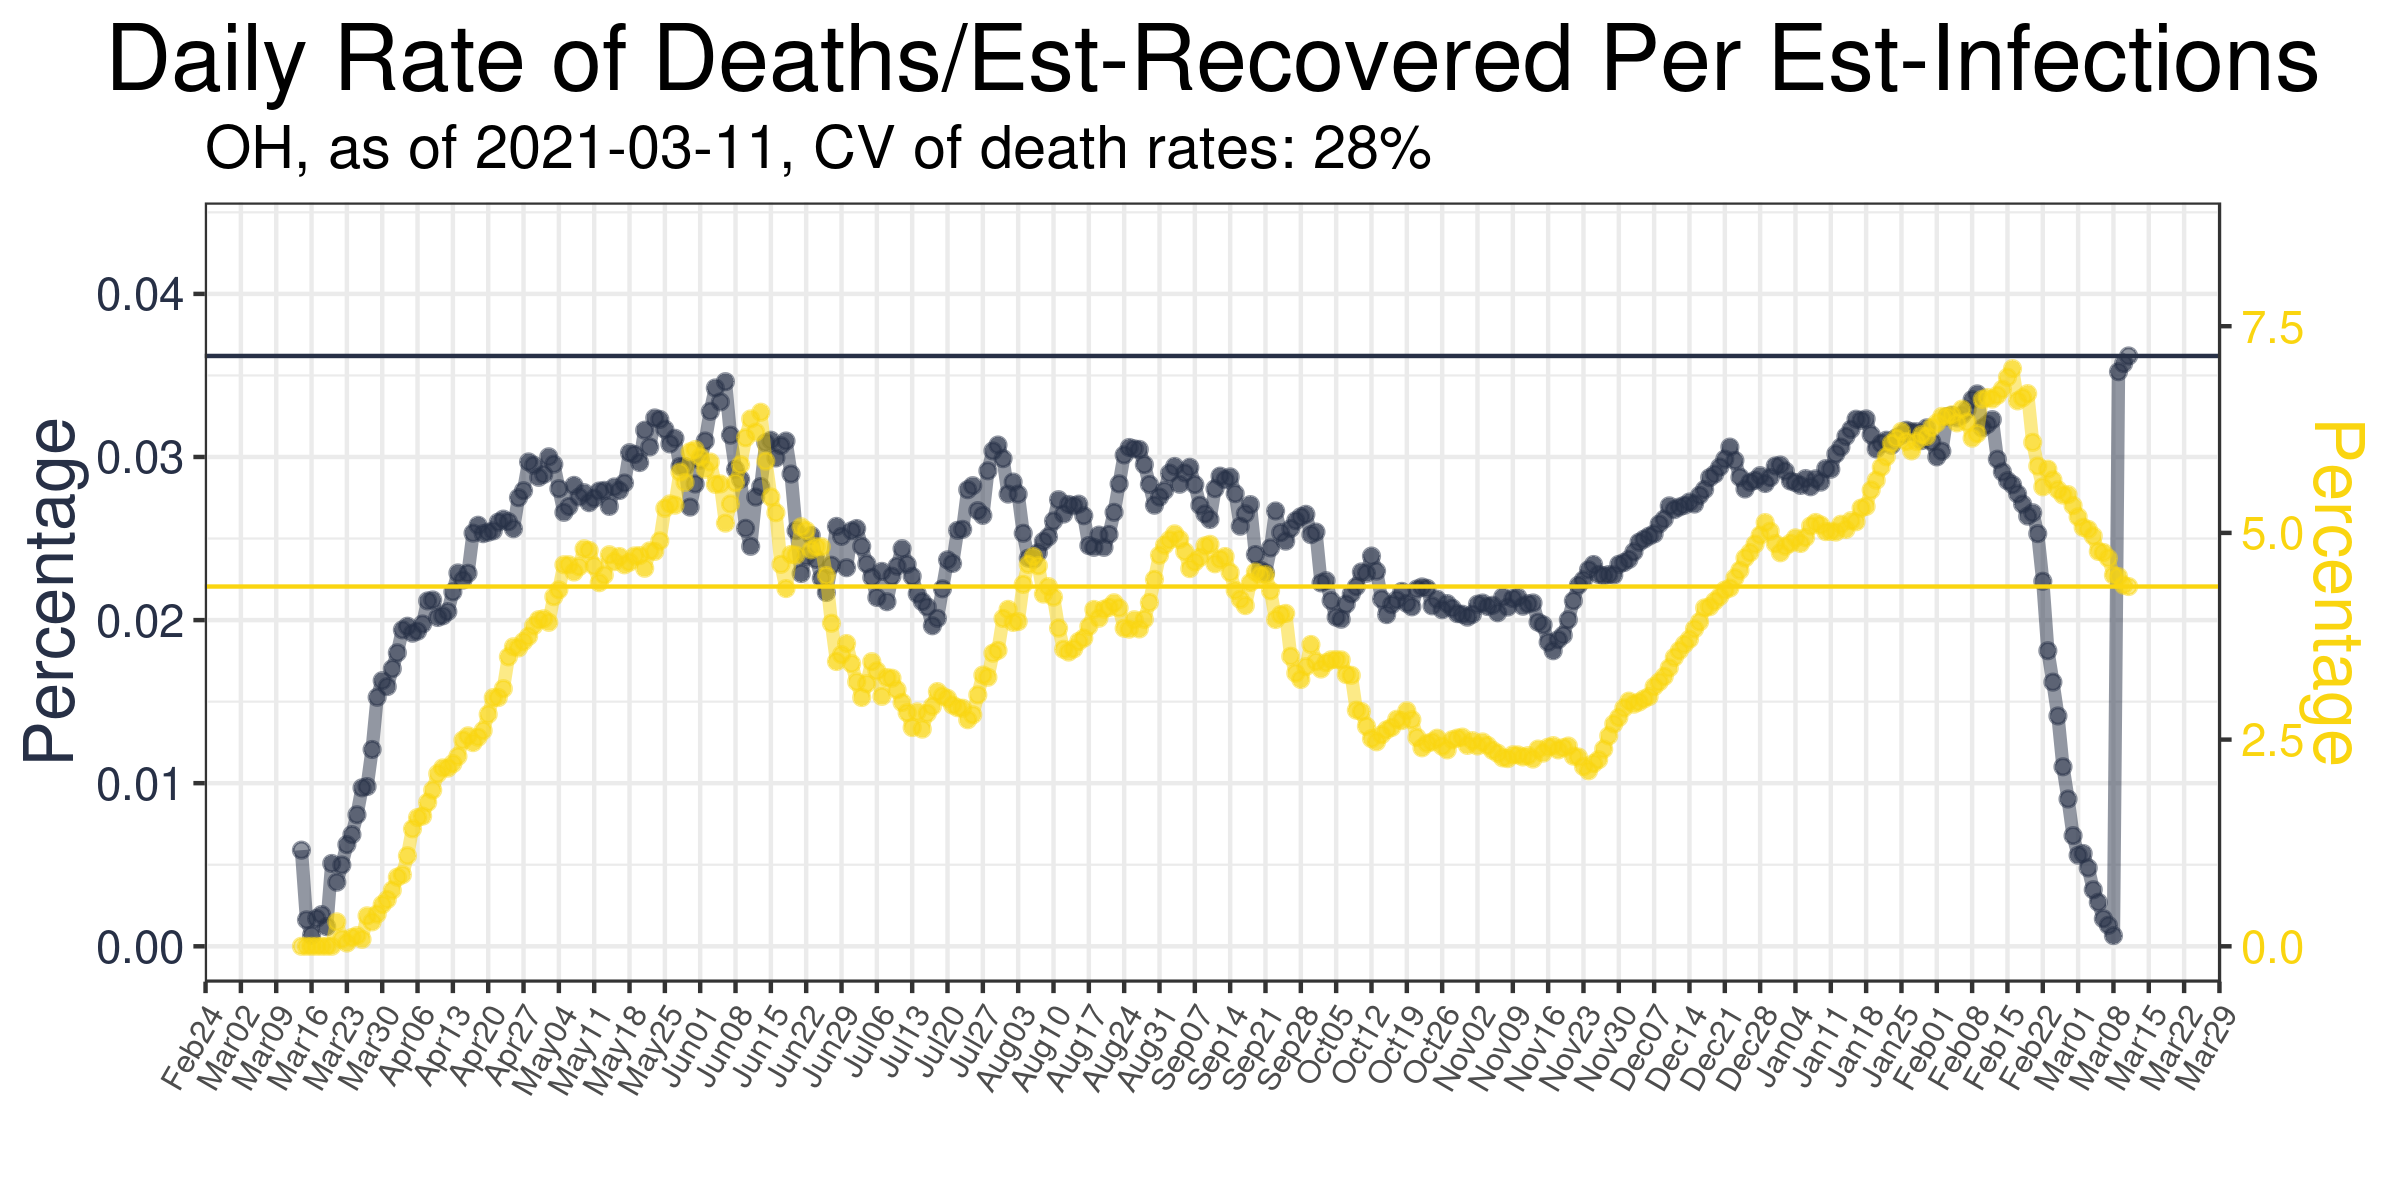 Daily Rate of Deaths/Est-Recovered Per Est-Infections
OH, as of 2021-03-11, CV of death rates: 28%
Percentage
0.04
0.03
0.02
0.01
0.00
7.5
5.0
2.5
0.0
Percentage
Feb24
Mar02
Mar09
Mar16
Mar23
Mar30
Apr06
Apr13
Apr20
Apr27
May04
May11
May18
May25
Jun01
Jun08
Jun15
Jun22
Jun29
Jul06
Jul13
Jul20
Jul27
Aug03
Aug10
Aug17
Aug24
Aug31
Sep07
Sep14
Sep21
Sep28
Oct05
Oct12
Oct19
Oct26
Nov02
Nov09
Nov16
Nov23
Nov30
Dec07
Dec14
Dec21
Dec28
Jan04
Jan11
Jan18
Jan25
Feb01
Feb08
Feb15
Feb22
Mar01
Mar08
Mar15
Mar22
Mar29